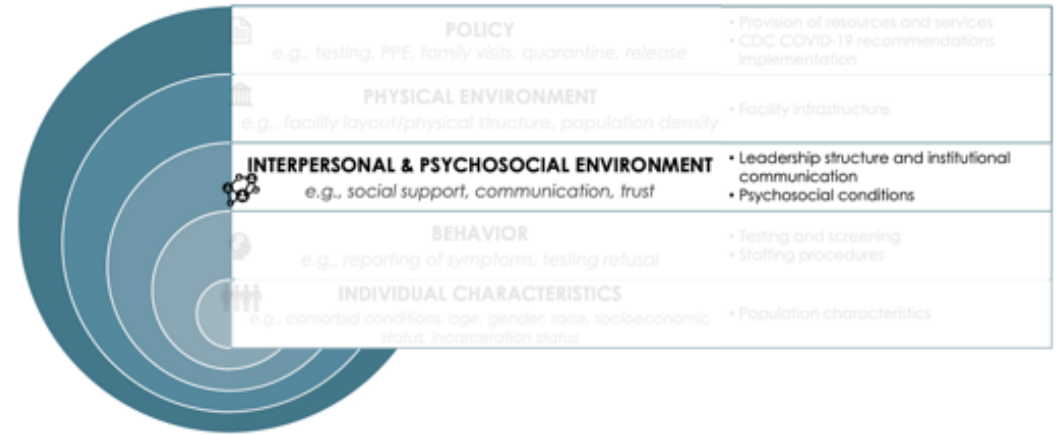 POLICY
e.g., testing, PPE, family visits, quarantine, release
• Provision of resources and services
• CDC COVID-19 recommendations
implementation
PHYSICAL ENVIRONMENT
e.g., facility layout/physical structure, population density
• Facility infrastructure
INTERPERSONAL & PSYCHOSOCIAL ENVIRONMENT
e.g., social support, communication, trust
• Leadership structure and institutional
communication
• Psychosocial conditions
BEHAVIOR
e.g., reporting of symptoms, testing refusal
• Testing and screening
• Staffing procedures
INDIVIDUAL CHARACTERISTICS
e.g., comorbid conditions, age, gender, race, socioeconomic
status, incarceration status
• Population characteristics